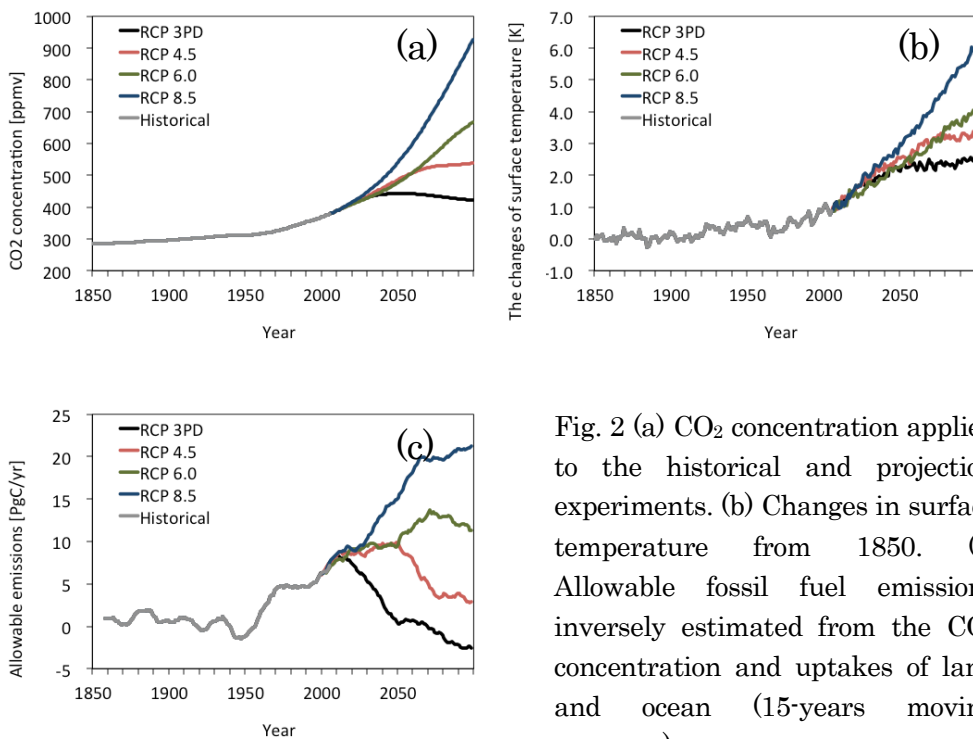 1000
900
800
700
600
500
400
300
200
CO2 concentration [ppmv]
RCP 3PD
RCP 4.5
RCP 6.0
RCP 8.5
Historical
(a)
1850 1900 1950 2000 2050
Year
7.0
6.0
5.0
4.0
3.0
2.0
1.0
0.0
-1.0
The changes of surface temperature [K]
RCP 3PD
RCP 4.5
RCP 6.0
RCP 8.5
Historical
(b)
1850 1900 1950 2000 2050
Year
25
20
15
10
5
0
-5
Allowable emissions [PgC/yr]
RCP 3PD
RCP 4.5
RCP 6.0
RCP 8.5
Historical
(c)
1850 1900 1950 2000 2050
Year
Fig. 2 (a) CO₂ concentration applie
to the historical and projectio
experiments. (b) Changes in surfac
temperature from 1850.
Allowable fossil fuel emission
inversely estimated from the CO
concentration and uptakes of lan
and ocean (15-years movin